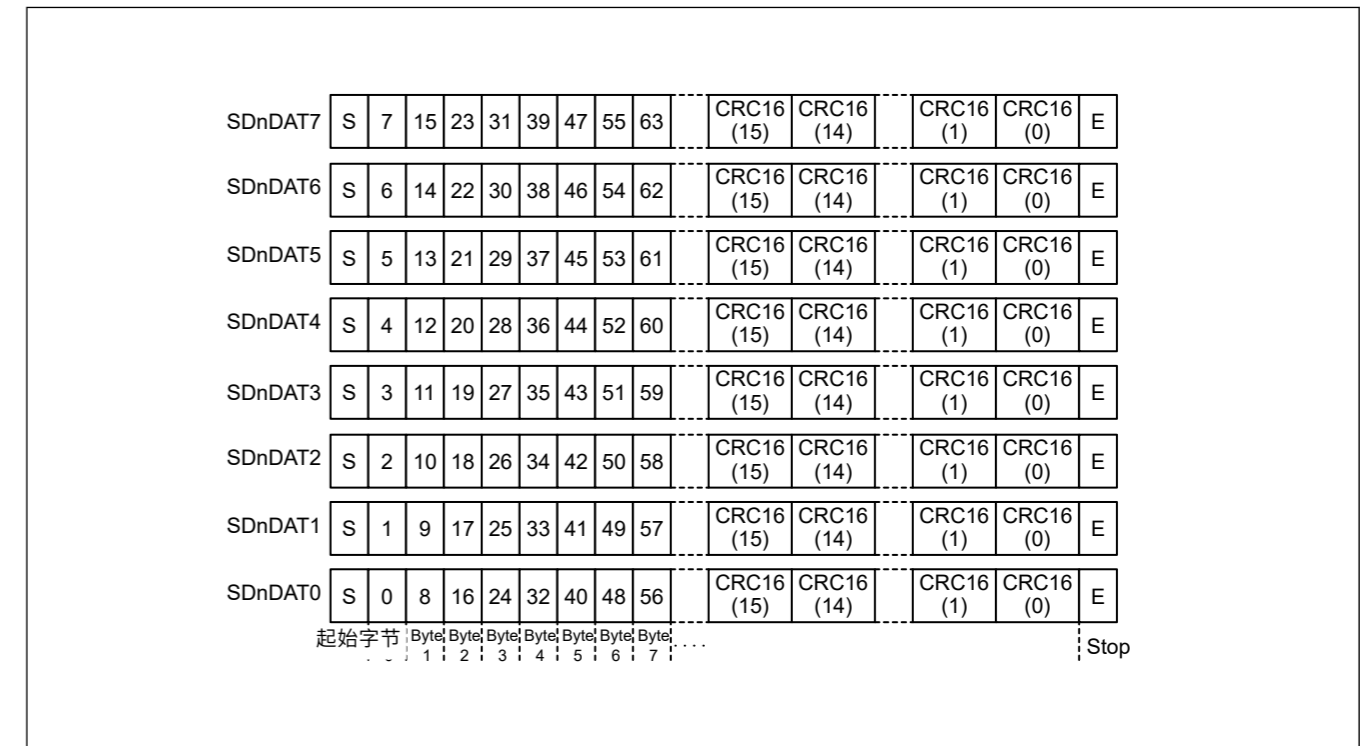 SDnDAT7 S 7 15 23 31 39 47 55 63 CRC16 (15) CRC16 (14) CRC16 (1) CRC16 (0) E
SDnDAT6 S 6 14 22 30 38 46 54 62 CRC16 (15) CRC16 (14) CRC16 (1) CRC16 (0) E
SDnDAT5 S 5 13 21 29 37 45 53 61 CRC16 (15) CRC16 (14) CRC16 (1) CRC16 (0) E
SDnDAT4 S 4 12 20 28 36 44 52 60 CRC16 (15) CRC16 (14) CRC16 (1) CRC16 (0) E
SDnDAT3 S 3 11 19 27 35 43 51 59 CRC16 (15) CRC16 (14) CRC16 (1) CRC16 (0) E
SDnDAT2 S 2 10 18 26 34 42 50 58 CRC16 (15) CRC16 (14) CRC16 (1) CRC16 (0) E
SDnDAT1 S 1 9 17 25 33 41 49 57 CRC16 (15) CRC16 (14) CRC16 (1) CRC16 (0) E
SDnDAT0 S 0 8 16 24 32 40 48 56 CRC16 (15) CRC16 (14) CRC16 (1) CRC16 (0) E
起始字节 Byte 1 Byte 2 Byte 3 Byte 4 Byte 5 Byte 6 Byte 7 . . . . Stop